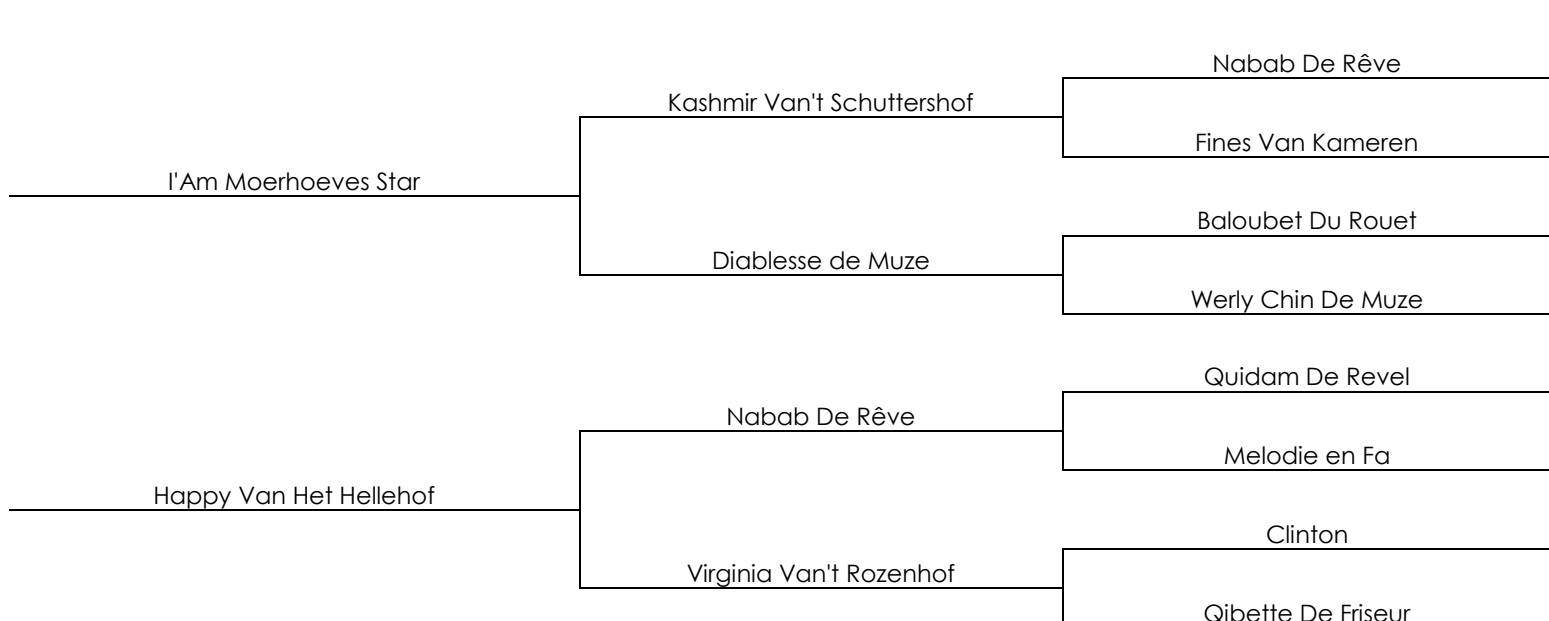 Nabab De Rêve
Kashmir Van't Schuttershof
Fines Van Kameren
I'Am Moerhoeves Star
Baloubet Du Rouet
Diablesse de Muze
Werly Chin De Muze
Quidam De Revel
Nabab De Rêve
Melodie en Fa
Happy Van Het Hellehof
Clinton
Virginia Van't Rozenhof
Qibette De Friseur